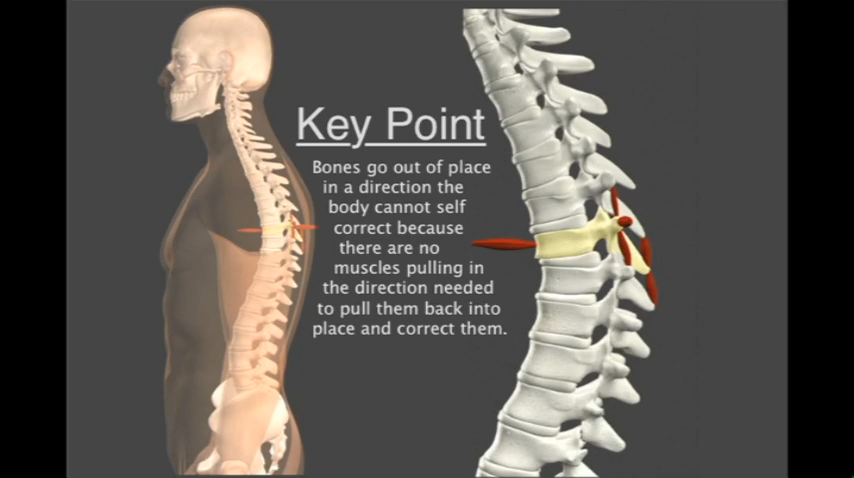 Key Point
Bones go out of place
in a direction the
body cannot self
correct because
there are no
muscles pulling in
the direction needed
to pull them back into
place and correct them.